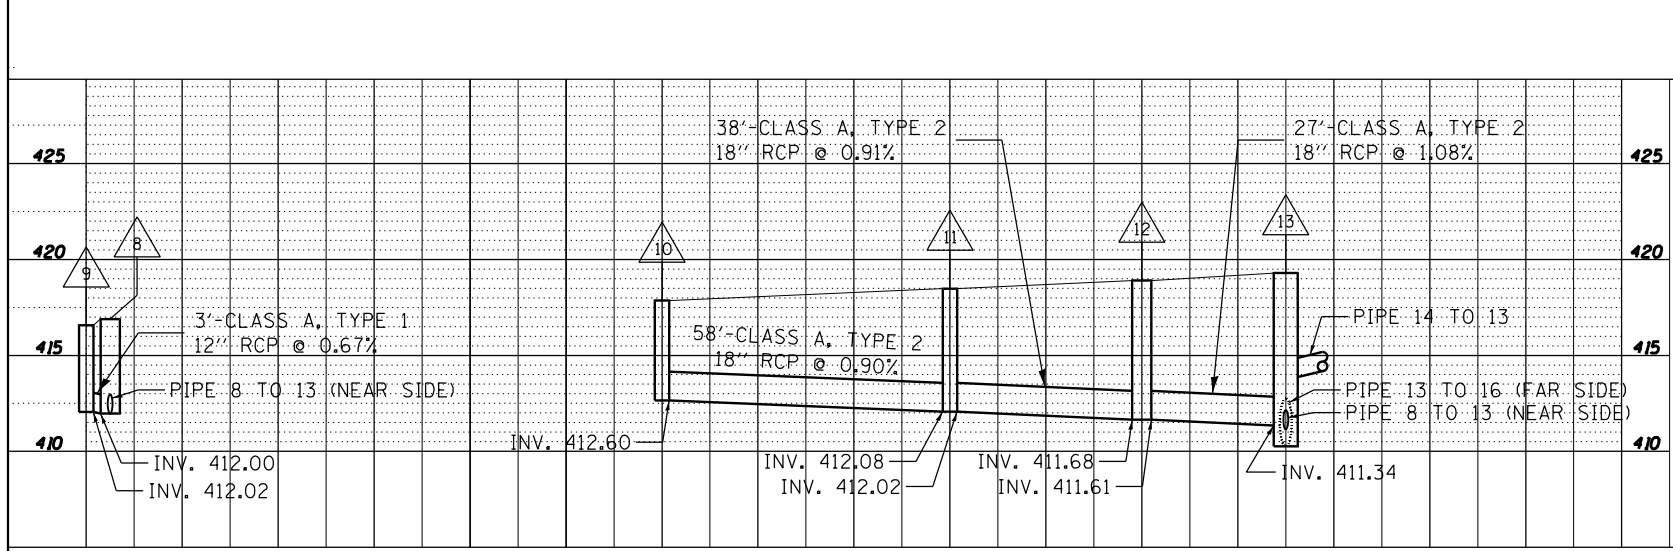 38'-CLASS A, TYPE 2
18'' RCP @ 0.91%
27'-CLASS A, TYPE 2
18'' RCP @ 1.08%
425
425
420
420
9
8
10
11
12
13
3'-CLASS A, TYPE 1
12'' RCP @ 0.67%
58'-CLASS A, TYPE 2
18'' RCP @ 0.90%
PIPE 14 TO 13
415
415
PIPE 8 TO 13 (NEAR SIDE)
PIPE 13 TO 16 (FAR SIDE)
PIPE 8 TO 13 (NEAR SIDE)
410
410
INV. 412.60
INV. 412.00
INV. 412.02
INV. 412.08
INV. 412.02
INV. 411.68
INV. 411.61
INV. 411.34